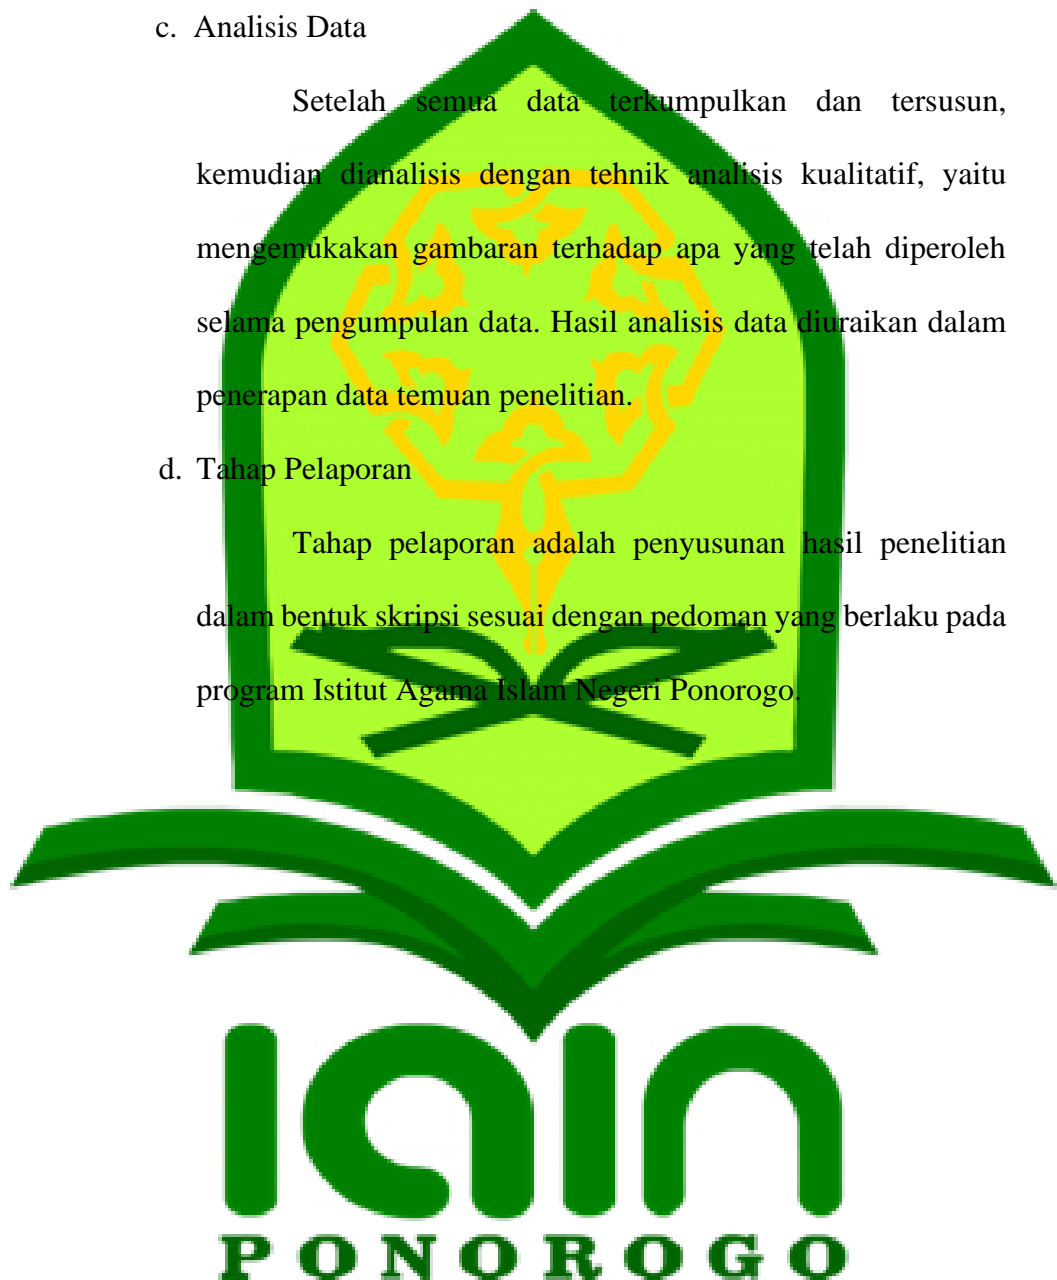 c. Analisis Data
Setelah semua data terkumpulkan dan tersusun,
kemudian dianalisis dengan tehnik analisis kualitatif, yaitu
mengemukakan gambaran terhadap apa yang telah diperoleh
selama pengumpulan data. Hasil analisis data diuraikan dalam
penerapan data temuan penelitian.
d. Tahap Pelaporan
Tahap pelaporan adalah penyusunan hasil penelitian
dalam bentuk skripsi sesuai dengan pedoman yang berlaku pada
program Istitut Agama Islam Negeri Ponorogo.
IAIN
PONOROGO